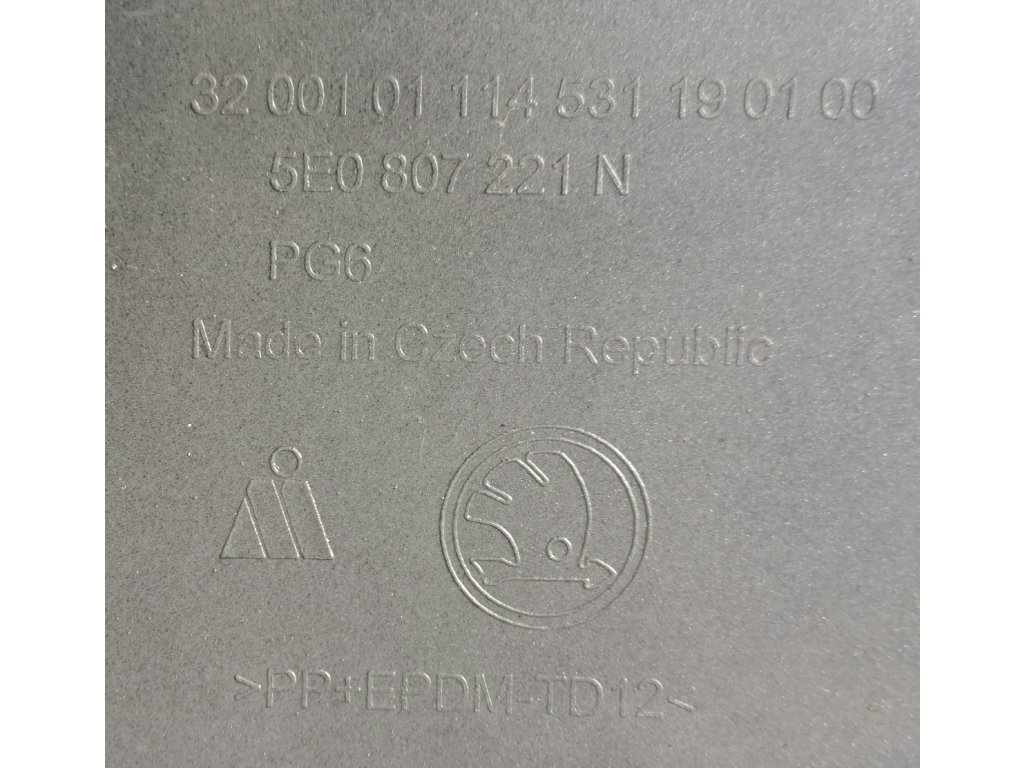 32 001 01 114 531 19 01 00
5E0 807 221 N
PG6
Made in Czech Republic
>PP+EPDM-TD12<